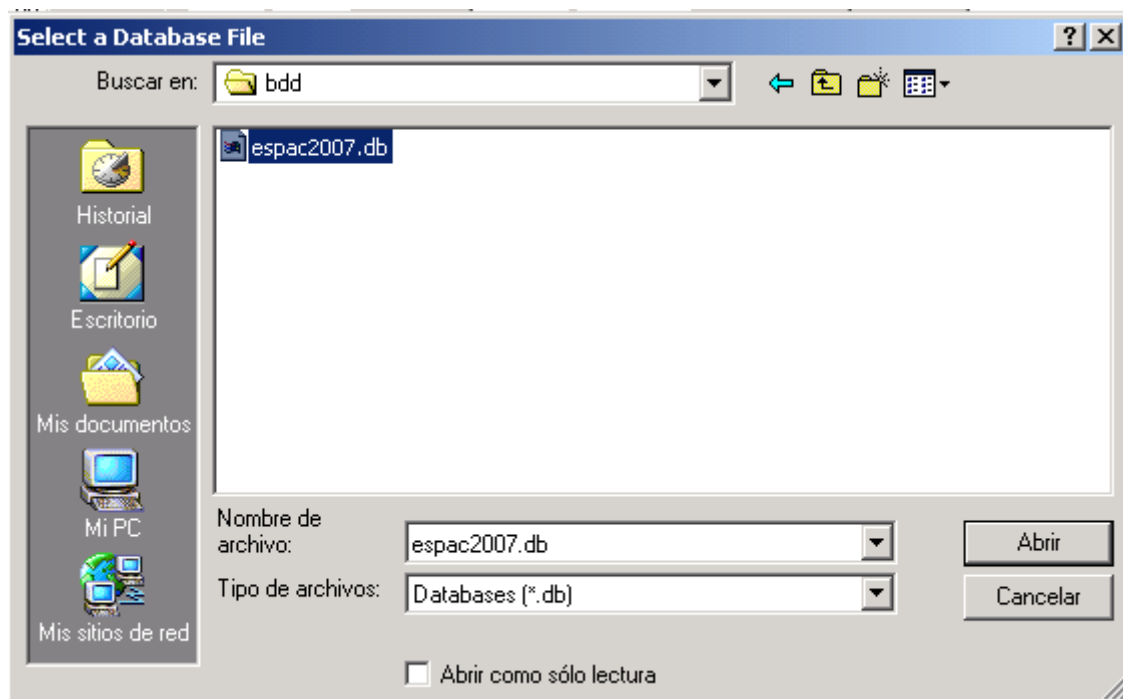 Select a Database File
Buscar en:
bdd
espac2007.db
Historial
Escritorio
Mis documentos
Mi PC
Mis sitios de red
Nombre de
archivo:
espac2007.db
Abrir
Tipo de archivos:
Databases (*.db)
Cancelar
Abrir como sólo lectura